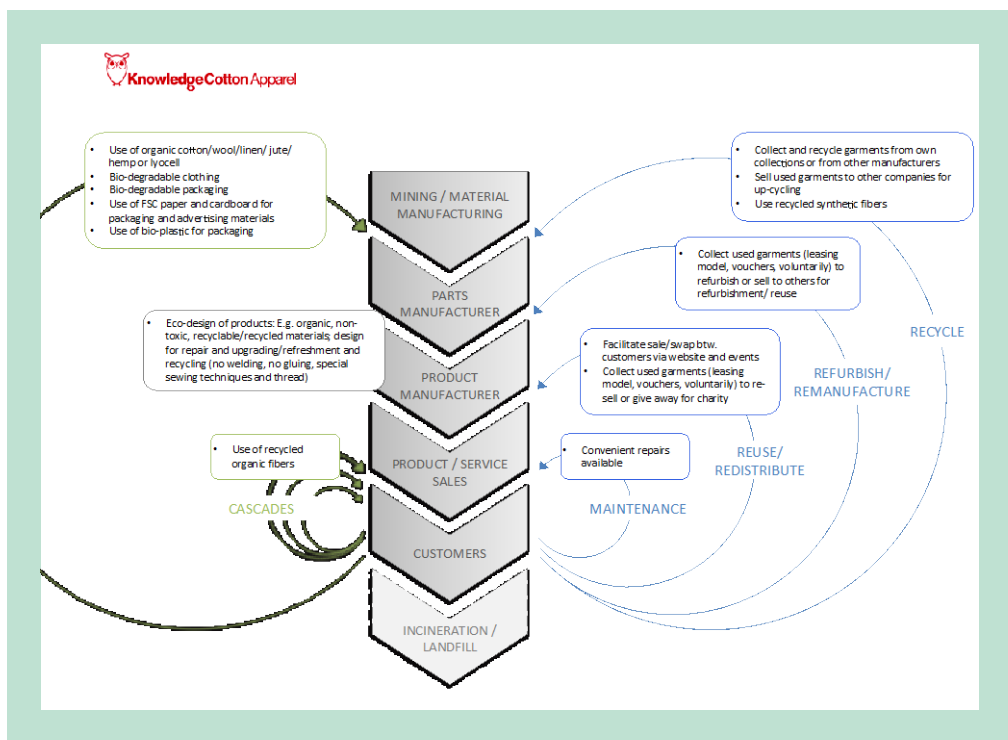 KnowledgeCotton Apparel
• Use of organic cotton/wool/linen/ jute/
hemp or lyocell
• Bio-degradable clothing
• Bio-degradable packaging
• Use of FSC paper and cardboard for
packaging and advertising materials
• Use of bio-plastic for packaging
• Eco-design of products: E.g. organic, non-
toxic, recyclable/recycled materials; design
for repair and upgrading/refreshment and
recycling (no welding, no gluing, special
sewing techniques and thread)
• Use of recycled
organic fibers
CASCADES
MINING / MATERIAL
MANUFACTURING
PARTS
MANUFACTURER
PRODUCT
MANUFACTURER
PRODUCT / SERVICE
SALES
CUSTOMERS
INCINERATION /
LANDFILL
• Collect and recycle garments from own
collections or from other manufacturers
• Sell used garments to other companies for
up-cycling
• Use recycled synthetic fibers
• Collect used garments (leasing
model, vouchers, voluntarily) to
refurbish or sell to others for
refurbishment/ reuse
• Facilitate sale/swap btw.
customers via website and events
• Collect used garments (leasing
model, vouchers, voluntarily) to re-
sell or give away for charity
• Convenient repairs
available
MAINTENANCE
REUSE/
REDISTRIBUTE
REFURBISH/
REMANUFACTURE
RECYCLE